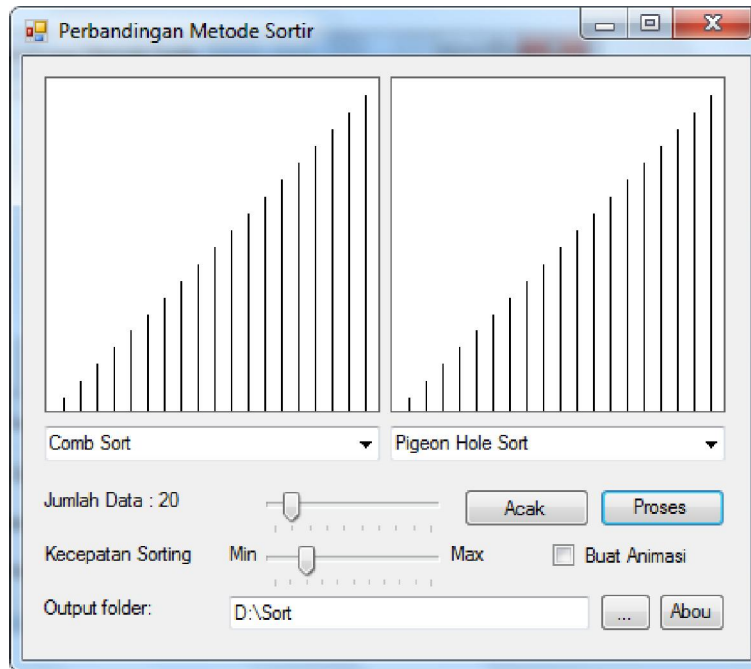 Perbandingan Metode Sortir
Comb Sort
Pigeon Hole Sort
Jumlah Data : 20
Acak
Proses
Kecepatan Sorting
Min
Max
Buat Animasi
Output folder:
D:\Sort
...
Abou